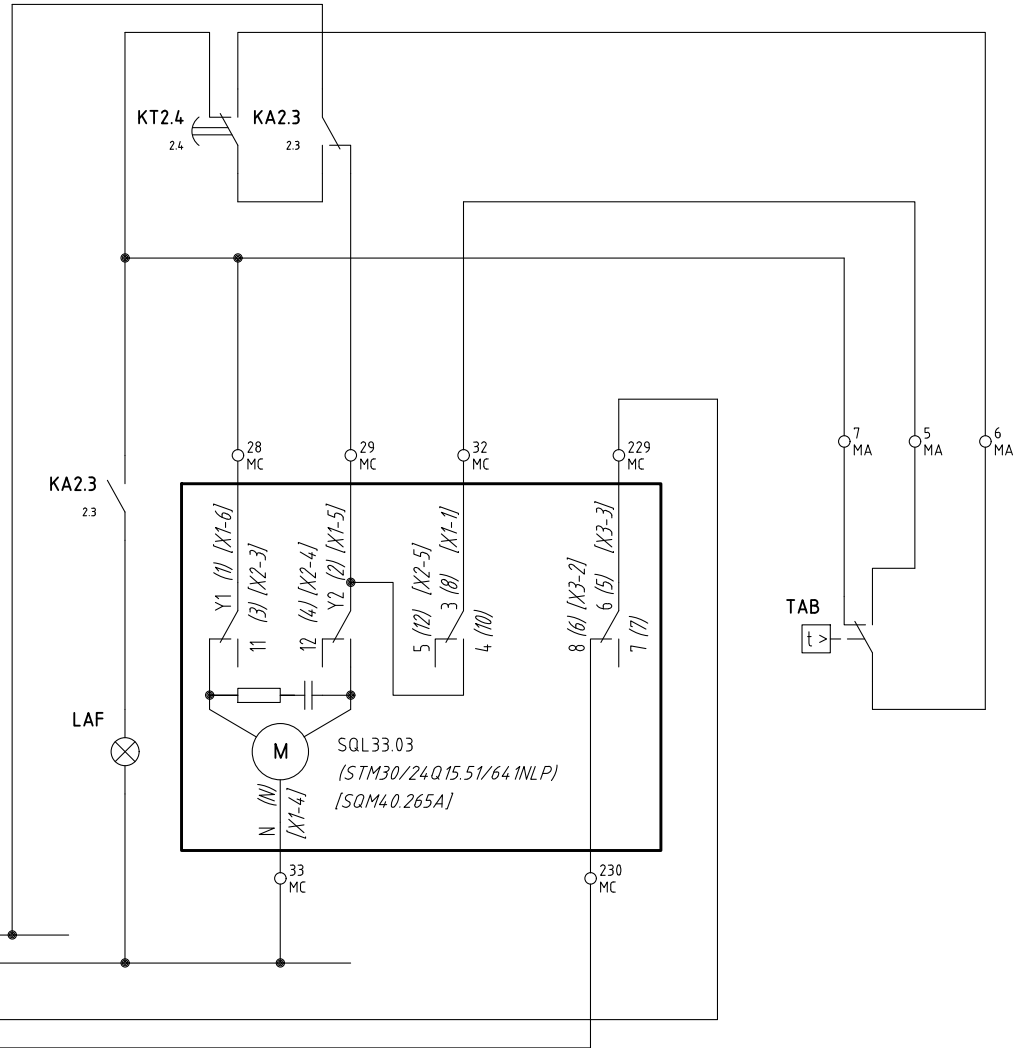 KT2.4
2.4
KA2.3
2.3
28
MC
29
MC
32
MC
229
MC
7
MA
5
MA
6
MA
KA2.3
2.3
Y1 (1) [X1-6]
11 (3) [X2-3]
12 (4) [X2-4]
Y2 (2) [X1-5]
5 (12) [X2-5]
3 (8) [X1-1]
4 (10)
8 (6) [X3-2]
6 (5) [X3-3]
7 (7)
TAB
t >
LAF
M
SQL33.03
(STM30/24Q15.51/641NLP)
[SQM40.265A]
N (N)
[X1-4]
33
MC
230
MC